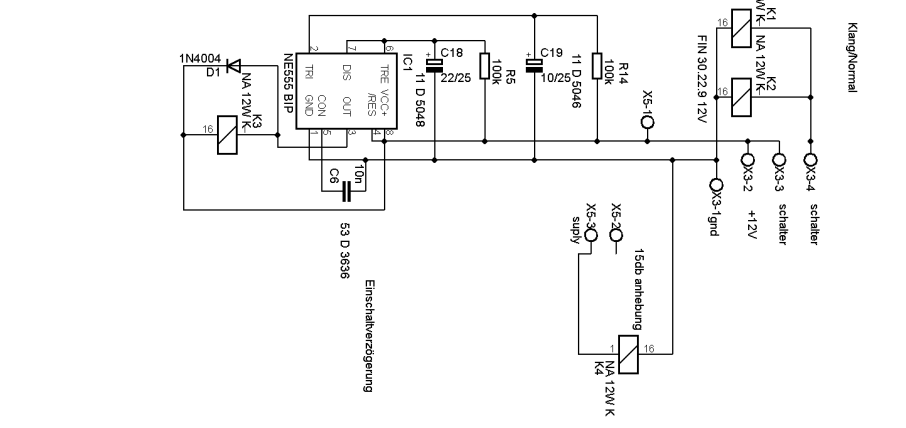 K1
W K
16
NA 12W K
K2
16
FIN 30.22.9 12V
Klang/Normal
1N4004
D1
NA 12W K
K3
16
NE555 BIP
IC1
2
7
6
TRI
DIS
TRE
VCC+
GND
CON
OUT
/RES
1
5
3
4
8
C18
22/25
11 D 5048
R5
100k
C19
10/25
11 D 5046
R14
100k
X5-1
X3-1gnd
X3-2
+12V
X3-3
schalter
X3-4
schalter
C6
10n
53 D 3636
X5-3
suply
X5-2
15db anhebung
1
16
NA 12W K
K4
Einschaltverzögerung